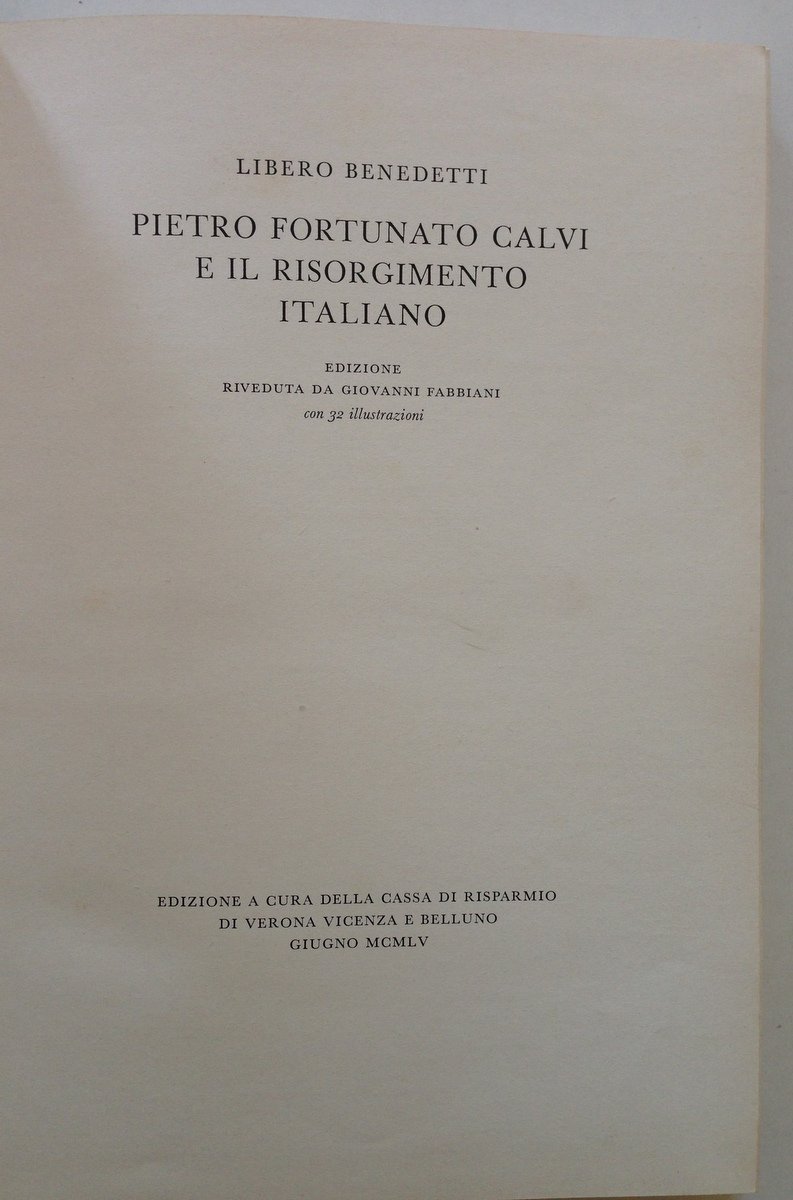 LIBERO BENEDETTI
PIETRO FORTUNATO CALVI
E IL RISORGIMENTO
ITALIANO
EDIZIONE
RIVEDUTA DA GIOVANNI FABBIANI
con 32 illustrazioni
EDIZIONE A CURA DELLA CASSA DI RISPARMIO
DI VERONA VICENZA E BELLUNO
GIUGNO MCMLV